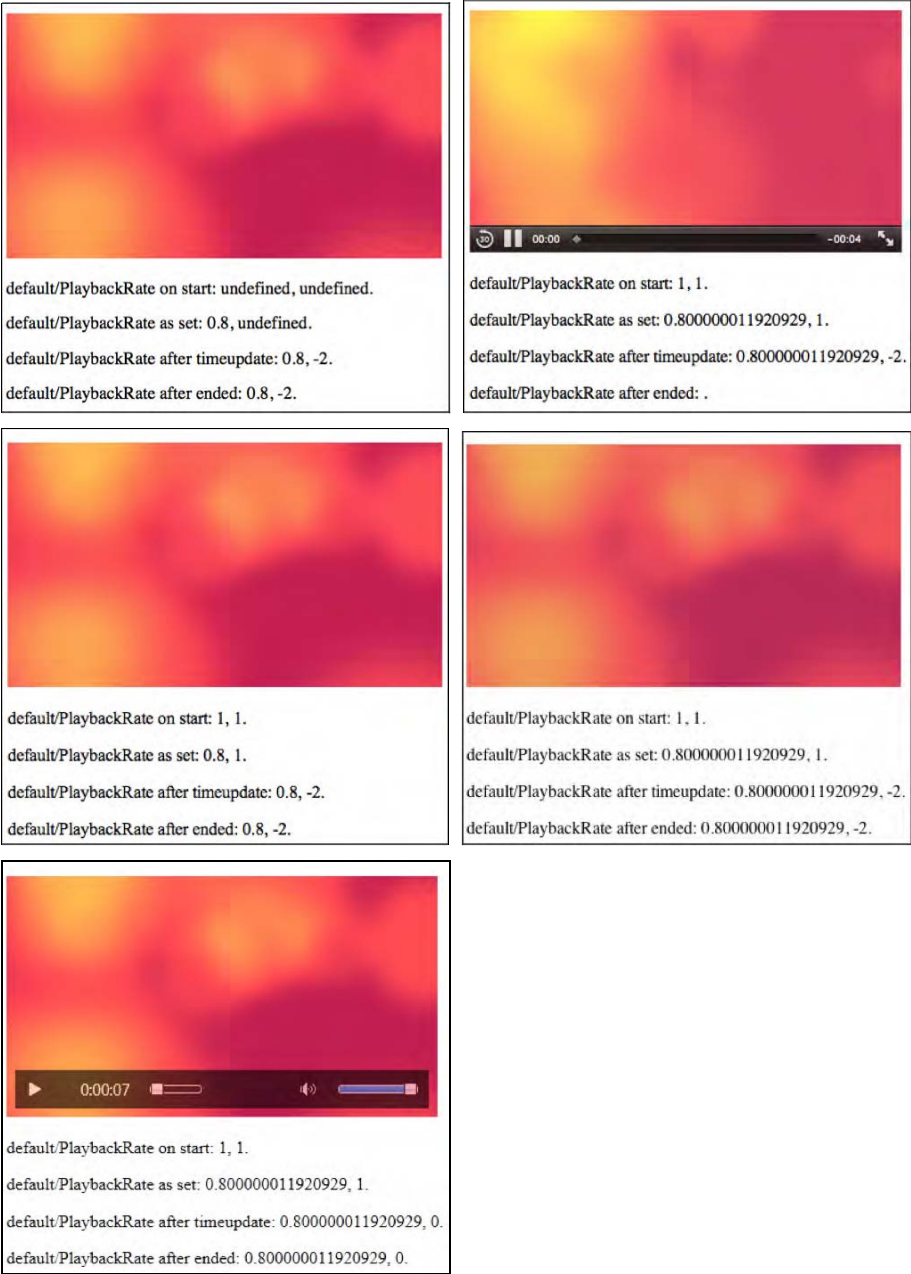 default/PlaybackRate on start: undefined, undefined.
default/PlaybackRate as set: 0.8, undefined.
default/PlaybackRate after timeupdate: 0.8, -2.
default/PlaybackRate after ended: 0.8, -2.
30 00:00 -00:04
default/PlaybackRate on start: 1, 1.
default/PlaybackRate as set: 0.800000011920929, 1.
default/PlaybackRate after timeupdate: 0.800000011920929, -2.
default/PlaybackRate after ended: .
default/PlaybackRate on start: 1, 1.
default/PlaybackRate as set: 0.8, 1.
default/PlaybackRate after timeupdate: 0.8, -2.
default/PlaybackRate after ended: 0.8, -2.
default/PlaybackRate on start: 1, 1.
default/PlaybackRate as set: 0.800000011920929, 1.
default/PlaybackRate after timeupdate: 0.800000011920929, -2.
default/PlaybackRate after ended: 0.800000011920929, -2.
0:00:07
default/PlaybackRate on start: 1, 1.
default/PlaybackRate as set: 0.800000011920929, 1.
default/PlaybackRate after timeupdate: 0.800000011920929, 0.
default/PlaybackRate after ended: 0.800000011920929, 0.